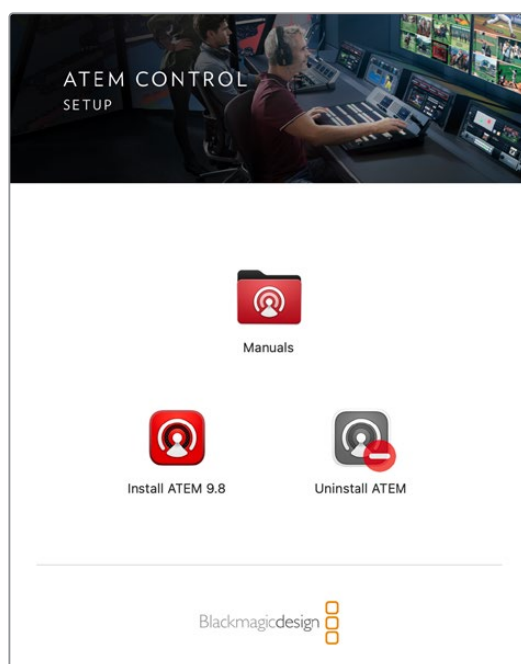 ATEM CONTROL
SETUP
Manuals
Install ATEM 9.8
Uninstall ATEM
Blackmagicdesign